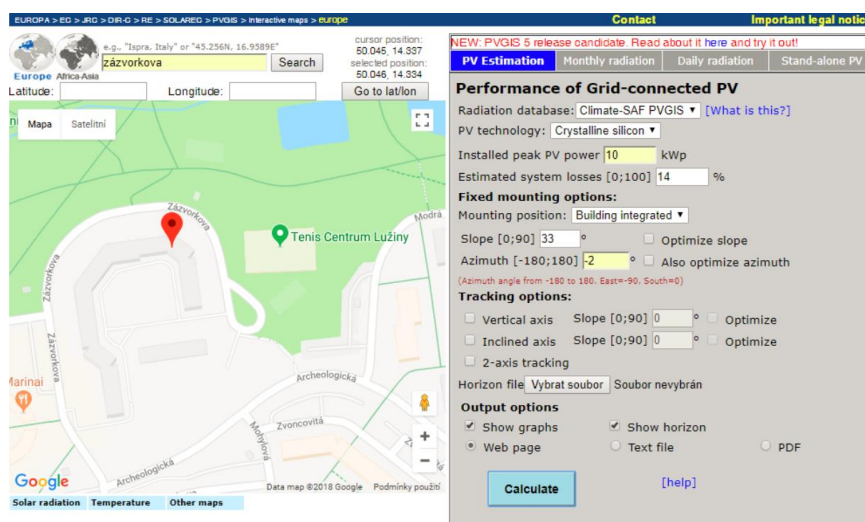 EUROPA > EC > JRC > DIR-C > RE > SOLAREC > PVGIS > Interactive maps > europe
Contact
Important legal notic
Europe
Africa-Asia
e.g., "Ispra, Italy" or "45.256N, 16.9589E"
zázvorkova
Search
cursor position:
50.045, 14.337
selected position:
50.046, 14.334
Latitude:
Longitude:
Go to lat/lon
Mapa
Satelitní
Zázvorkova
Modrá
Tenis Centrum Lužiny
Zázvorkova
Zázvorkova
Marinai
Archeologická
Zvoncovitá
Mohylová
Archeologická
+
−
Google
Data map ©2018 Google
Podmínky použití
Solar radiation
Temperature
Other maps
NEW: PVGIS 5 release candidate. Read about it here and try it out!
PV Estimation
Monthly radiation
Daily radiation
Stand-alone PV
Performance of Grid-connected PV
Radiation database: Climate-SAF PVGIS ▼ [What is this?]
PV technology: Crystalline silicon ▼
Installed peak PV power 10 kWp
Estimated system losses [0;100] 14 %
Fixed mounting options:
Mounting position: Building integrated ▼
Slope [0;90] 33 ° Optimize slope
Azimuth [-180;180] -2 ° Also optimize azimuth
(Azimuth angle from -180 to 180. East=-90, South=0)
Tracking options:
Vertical axis Slope [0;90] 0 ° Optimize
Inclined axis Slope [0;90] 0 ° Optimize
2-axis tracking
Horizon file Vybrat soubor Soubor nevybrán
Output options
Show graphs
Show horizon
Web page
Text file
PDF
Calculate
[help]